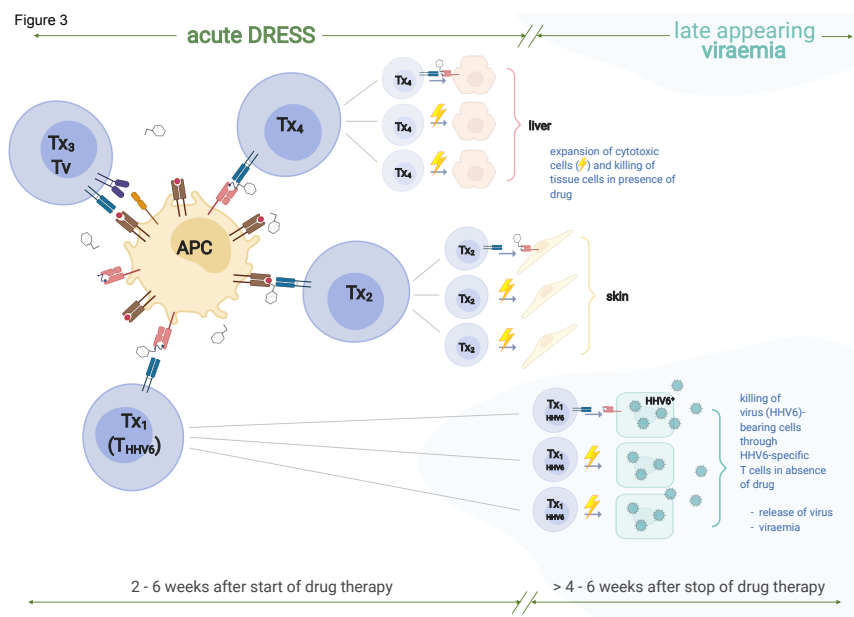 Figure 3
acute DRESS
late appearing
viraemia
Tx₃
Tv
Tx₄
Tx₄
Tx₄
Tx₄
liver
expansion of cytotoxic
cells (⚡) and killing of
tissue cells in presence of
drug
APC
Tx₂
Tx₂
Tx₂
Tx₂
skin
Tx₁
(T_HHV6)
Tx₁
HHV6
HHV6⁺
Tx₁
HHV6
Tx₁
HHV6
killing of
virus (HHV6)-
bearing cells
through
HHV6-specific
T cells in absence
of drug
- release of virus
- viraemia
2 - 6 weeks after start of drug therapy
> 4 - 6 weeks after stop of drug therapy